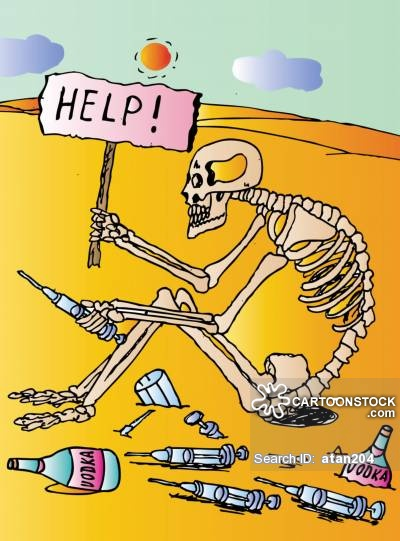 HELP!
CARTOONSTOCK
.com
Search ID: atan204
VODKA
VODKA